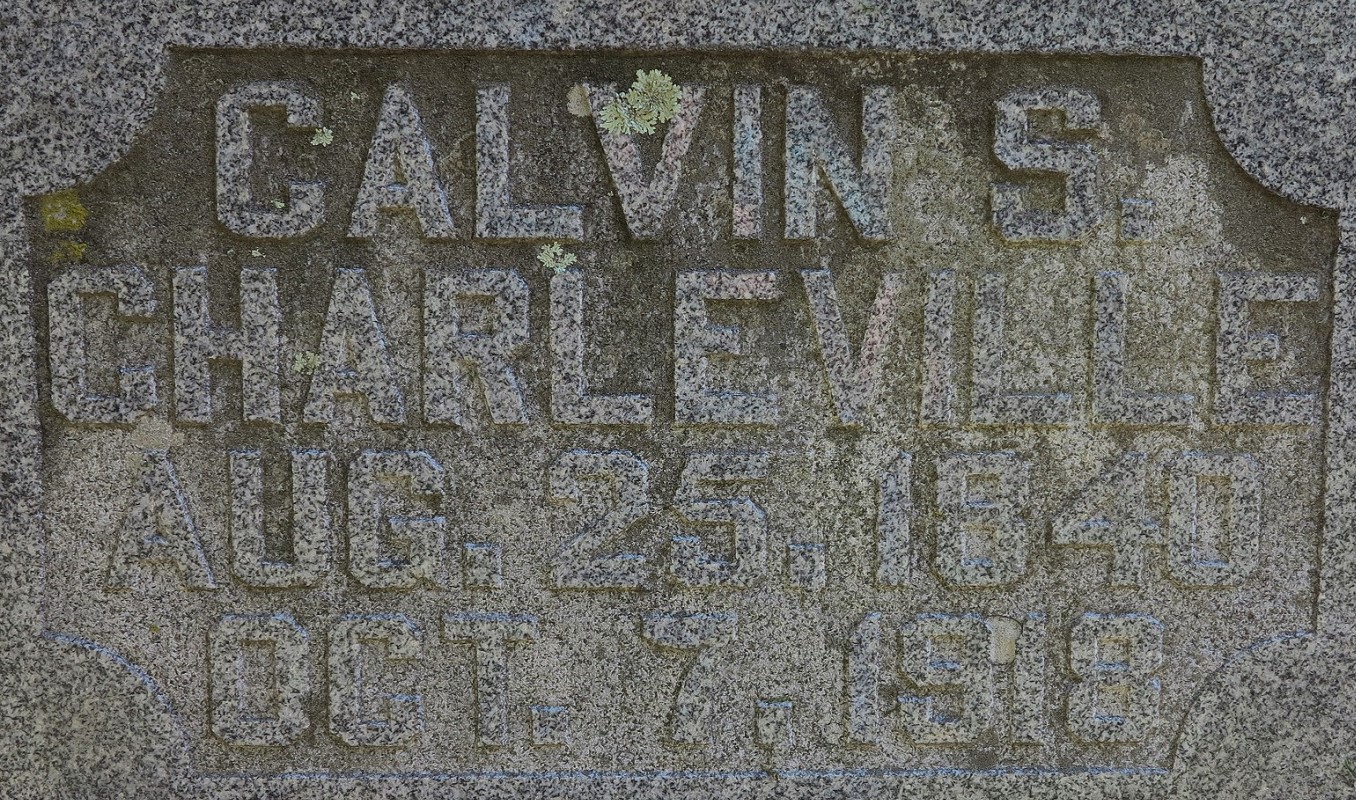 CALVIN S.
CHARLEVILLE
AUG. 25, 1840
OCT. 7, 1918